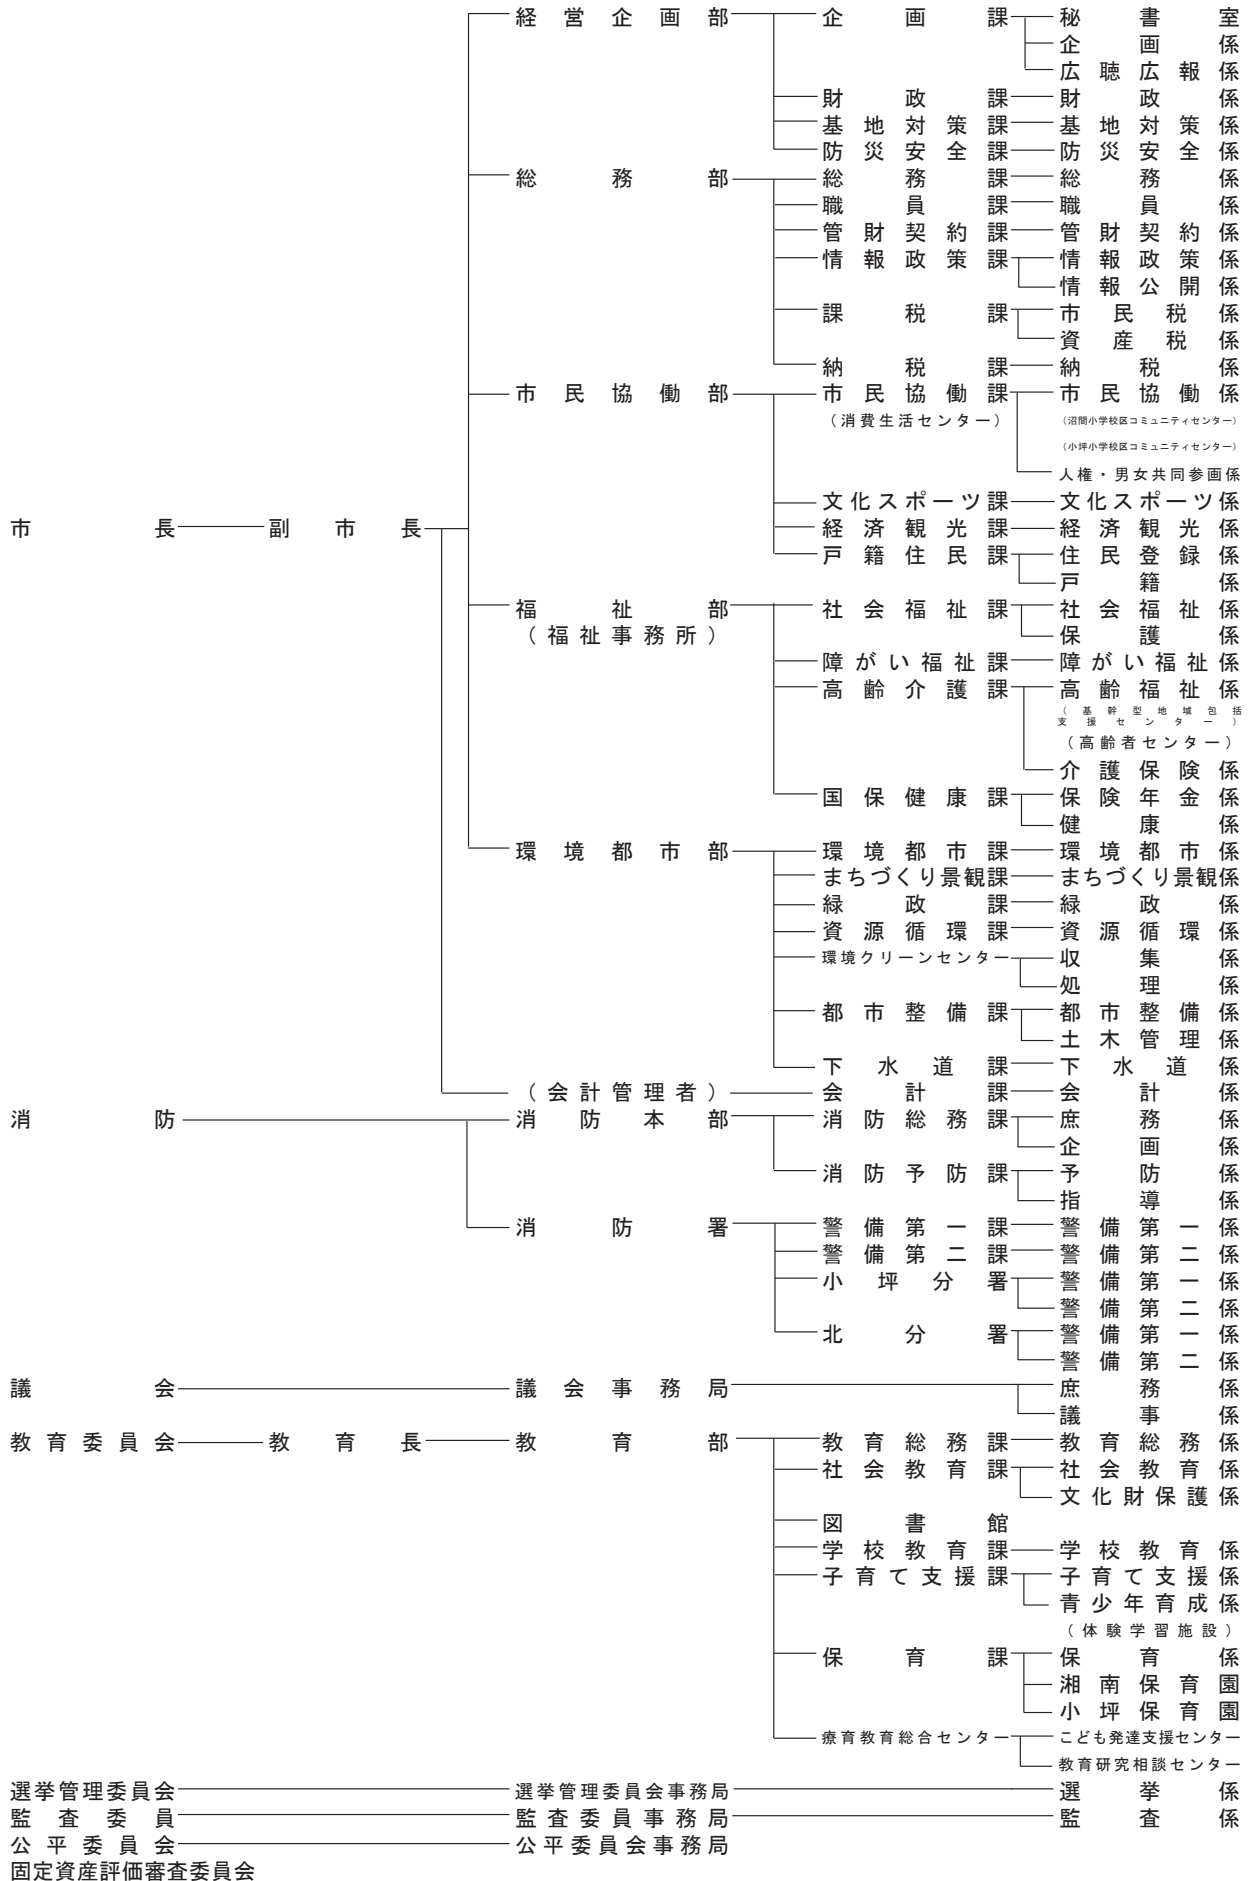 経営企画部 企画課 秘書室
企画係
広聴広報係
財政課 財政係
基地対策課 基地対策係
防災安全課 防災安全係
総務部 総務課 総務係
職員課 職員係
管財契約課 管財契約係
情報政策課 情報政策係
情報公開係
課税課 市民税係
資産税係
納税課 納税係
市民協働部 市民協働課 市民協働係
（消費生活センター） （沼間小学校区コミュニティセンター）
（小坪小学校区コミュニティセンター）
人権・男女共同参画係
文化スポーツ課 文化スポーツ係
市長 副市長 経済観光課 経済観光係
戸籍住民課 住民登録係
戸籍係
福祉部 社会福祉課 社会福祉係
（福祉事務所） 保護係
障がい福祉課 障がい福祉係
高齢介護課 高齢福祉係
（基幹型地域包括
支援センター）
（高齢者センター）
介護保険係
国保健康課 保険年金係
健康係
環境都市部 環境都市課 環境都市係
まちづくり景観課 まちづくり景観係
緑政課 緑政係
資源循環課 資源循環係
環境クリーンセンター 収集係
処理係
都市整備課 都市整備係
土木管理係
下水道課 下水道係
（会計管理者） 会計課 会計係
消防 消防本部 消防総務課 庶務係
企画係
消防予防課 予防係
指導係
消防署 警備第一課 警備第一係
警備第二課 警備第二係
小坪分署 警備第一係
警備第二係
北分署 警備第一係
警備第二係
議会 議会事務局 庶務係
議事係
教育委員会 教育長 教育部 教育総務課 教育総務係
社会教育課 社会教育係
文化財保護係
図書館
学校教育課 学校教育係
子育て支援課 子育て支援係
青少年育成係
（体験学習施設）
保育課 保育係
湘南保育園
小坪保育園
療育教育総合センター こども発達支援センター
教育研究相談センター
選挙管理委員会 選挙管理委員会事務局 選挙係
監査委員 監査委員事務局 監査係
公平委員会 公平委員会事務局
固定資産評価審査委員会